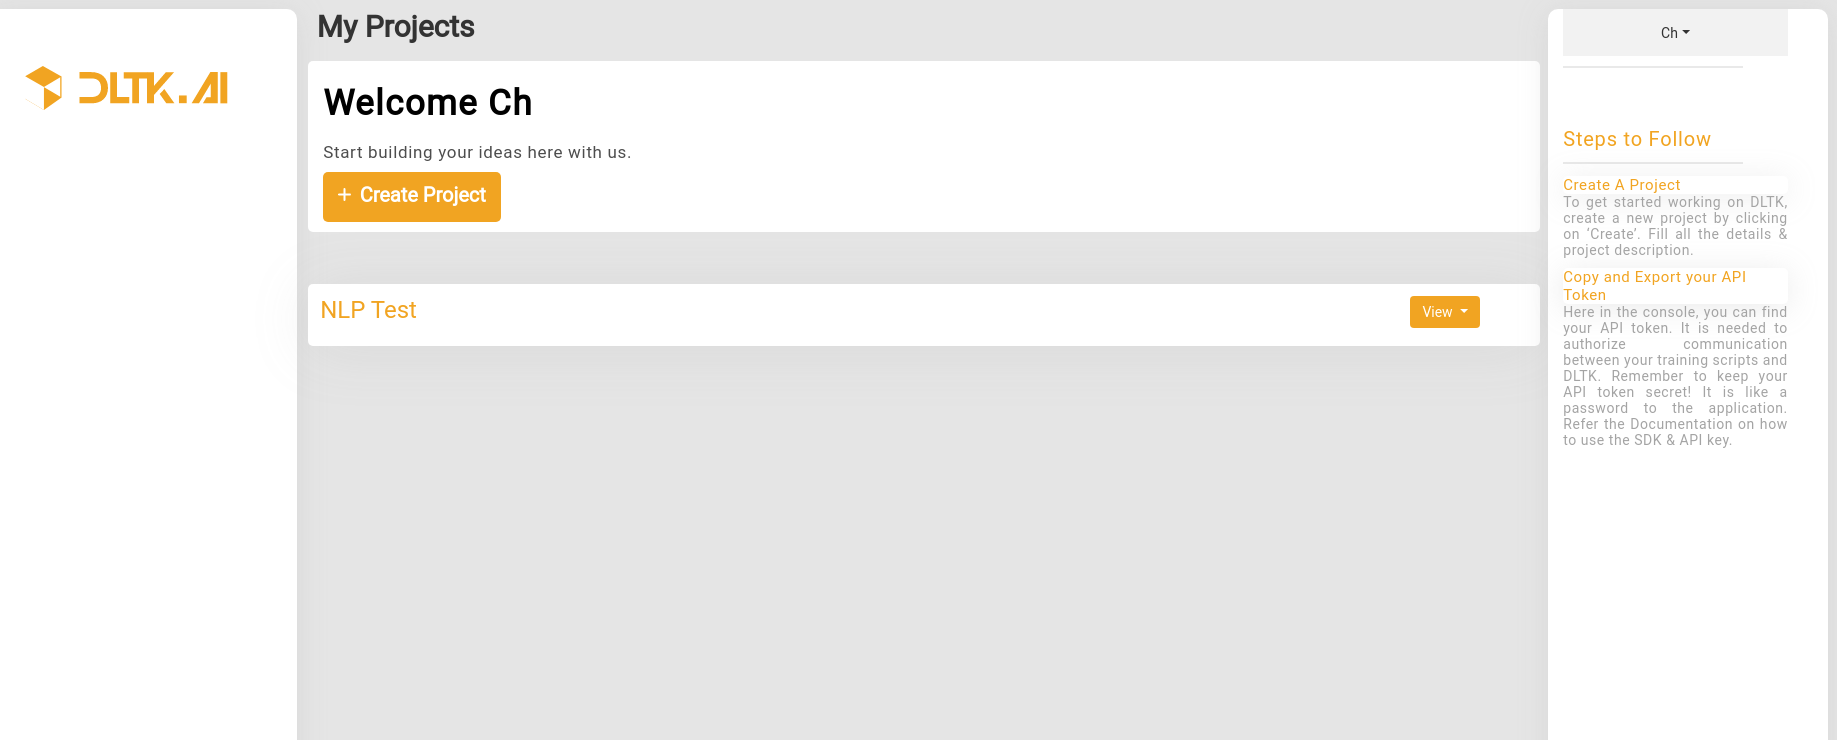 DLTK.AI
My Projects
Welcome Ch
Start building your ideas here with us.
+ Create Project
NLP Test
View
Ch
Steps to Follow
Create A Project
To get started working on DLTK,
create a new project by clicking
on ‘Create’. Fill all the details &
project description.
Copy and Export your API
Token
Here in the console, you can find
your API token. It is needed to
authorize communication
between your training scripts and
DLTK. Remember to keep your
API token secret! It is like a
password to the application.
Refer the Documentation on how
to use the SDK & API key.